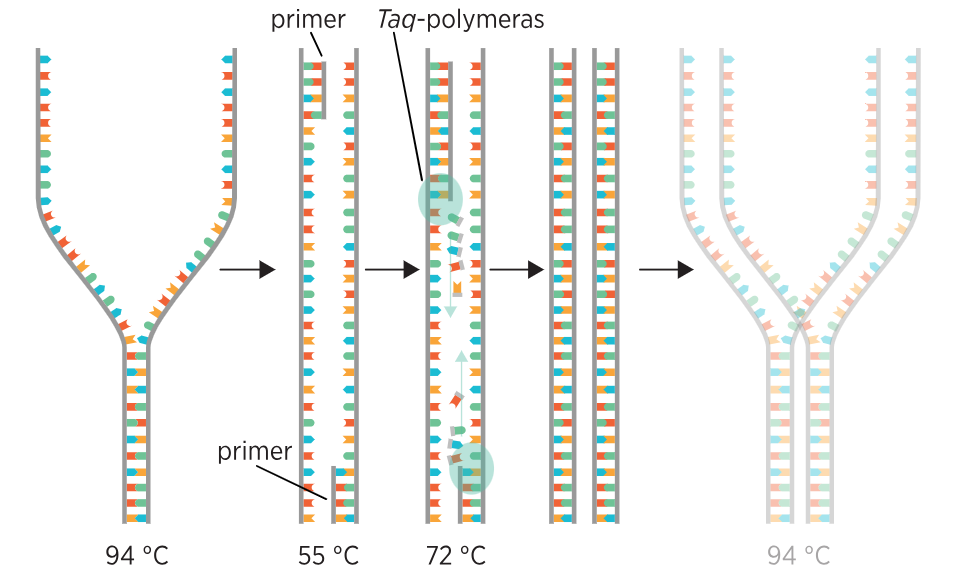 primer
Taq-polymeras
primer
94 °C
55 °C
72 °C
94 °C